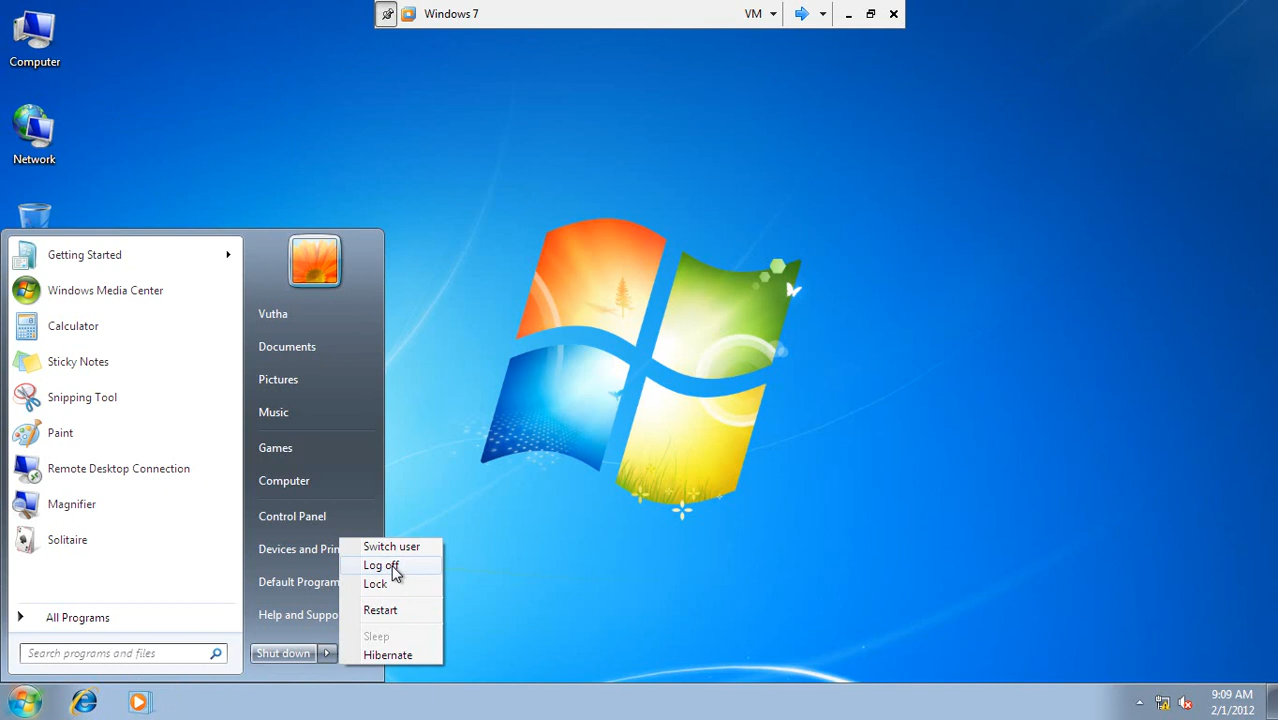 Windows 7
VM
Computer
Network
Getting Started
Windows Media Center
Calculator
Sticky Notes
Snipping Tool
Paint
Remote Desktop Connection
Magnifier
Solitaire
All Programs
Search programs and files
Vutha
Documents
Pictures
Music
Games
Computer
Control Panel
Devices and Prin
Default Program
Help and Suppo
Shut down
Switch user
Log off
Lock
Restart
Sleep
Hibernate
9:09 AM
2/1/2012